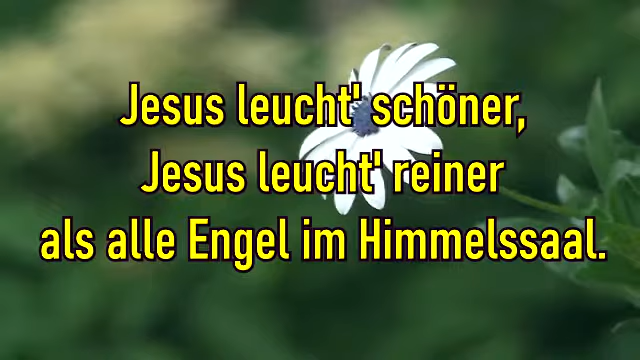 Jesus leucht' schöner,
Jesus leucht' reiner
als alle Engel im Himmelssaal.